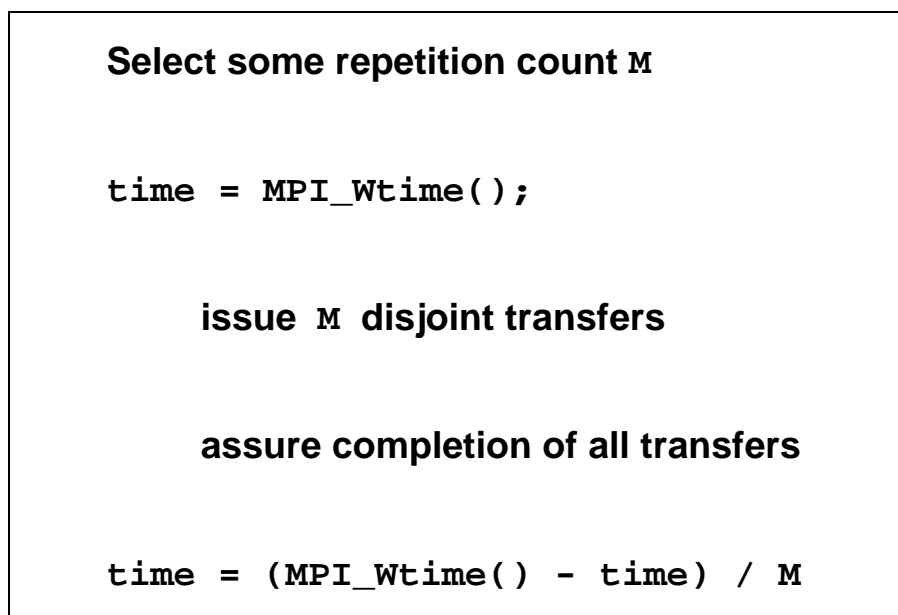 Select some repetition count M
time = MPI_Wtime();
issue M disjoint transfers
assure completion of all transfers
time = (MPI_Wtime() - time) / M